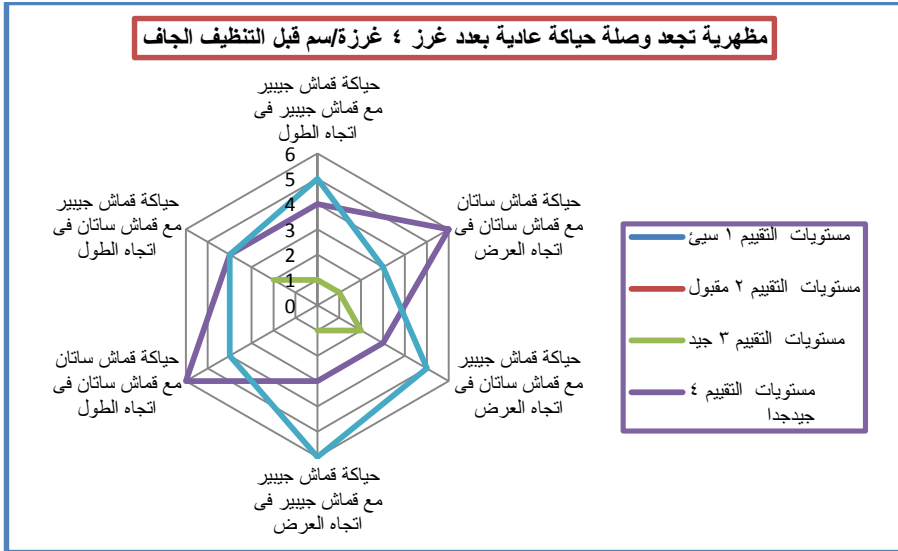 مظهرية تجعد وصلة حياكة عادية بعدد غرز ٤ غرزة/سم قبل التنظيف الجاف
حياكة قماش جيبير
مع قماش جيبير فى
اتجاه الطول
6
5
4
3
2
1
0
حياكة قماش ساتان
مع قماش ساتان فى
اتجاه العرض
حياكة قماش جيبير
مع قماش ساتان فى
اتجاه العرض
حياكة قماش جيبير
مع قماش جيبير فى
اتجاه العرض
حياكة قماش ساتان
مع قماش ساتان فى
اتجاه الطول
حياكة قماش جيبير
مع قماش ساتان فى
اتجاه الطول
مستويات التقييم ١ سيئ
مستويات التقييم ٢ مقبول
مستويات التقييم ٣ جيد
مستويات التقييم ٤
جيدجدا